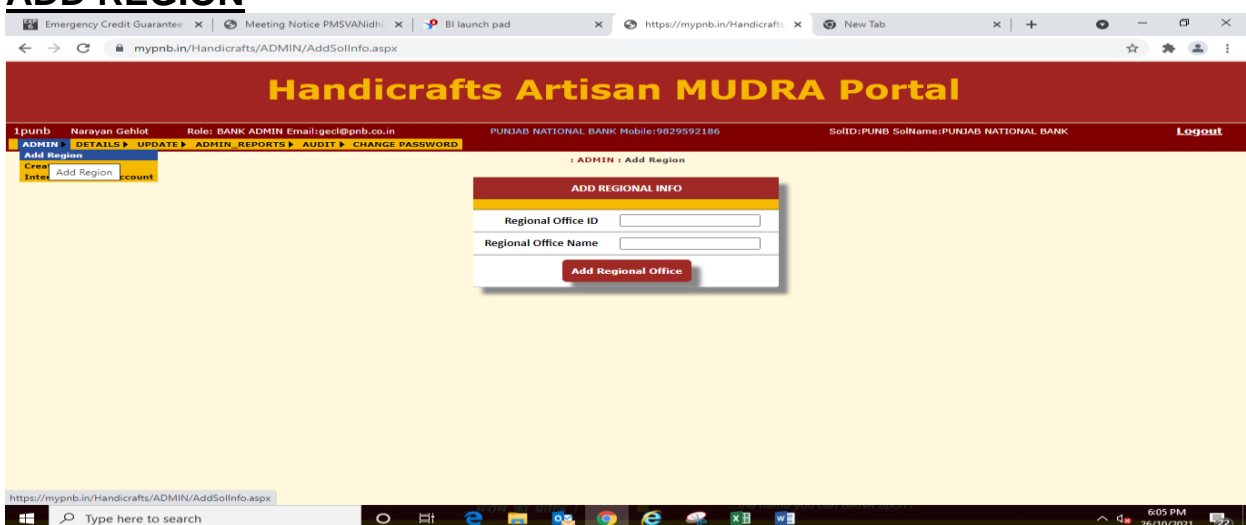 ADD REGION
Emergency Credit Guarantee
Meeting Notice PMSVANidhi
BI launch pad
https://mypnb.in/Handicrafts
New Tab
mypnb.in/Handicrafts/ADMIN/AddSolInfo.aspx
Handicrafts Artisan MUDRA Portal
1punb Narayan Gehlot Role: BANK ADMIN Email:gecl@pnb.co.in PUNJAB NATIONAL BANK Mobile:9829592186 SolID:PUNB SolName:PUNJAB NATIONAL BANK Logout
ADMIN DETAILS UPDATE ADMIN_REPORTS AUDIT CHANGE PASSWORD
Add Region
Add Region
: ADMIN : Add Region
ADD REGIONAL INFO
Regional Office ID
Regional Office Name
Add Regional Office
https://mypnb.in/Handicrafts/ADMIN/AddSolInfo.aspx
Type here to search
6:05 PM
26/10/2021
22